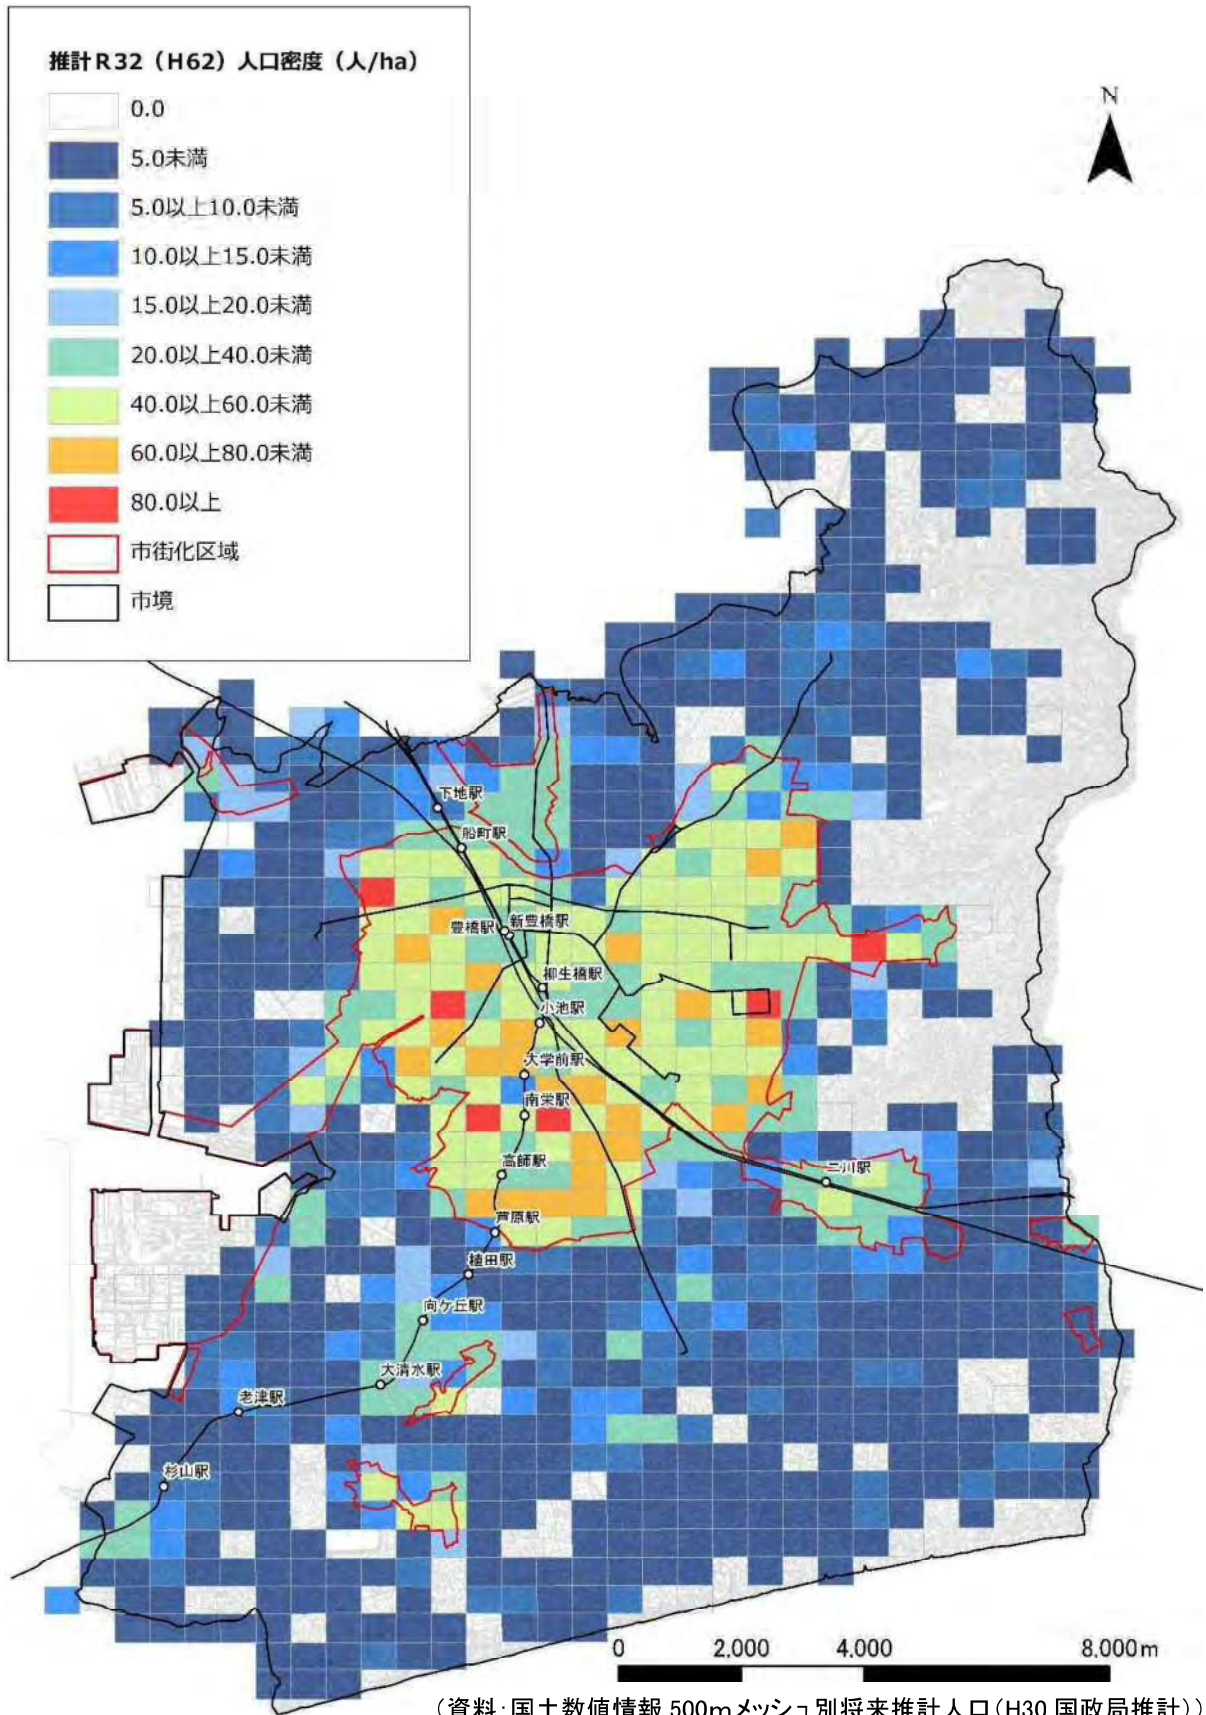 推計R32（H62）人口密度（人/ha）
0.0
5.0未満
5.0以上10.0未満
10.0以上15.0未満
15.0以上20.0未満
20.0以上40.0未満
40.0以上60.0未満
60.0以上80.0未満
80.0以上
市街化区域
市境
N
下地駅
船町駅
豊橋駅
新豊橋駅
柳生橋駅
小池駅
大学前駅
南栄駅
高師駅
二川駅
芦原駅
植田駅
向ケ丘駅
大清水駅
老津駅
杉山駅
0 2,000 4,000 8,000m
（資料：国土数値情報 500mメッシュ別将来推計人口（H30 国政局推計））